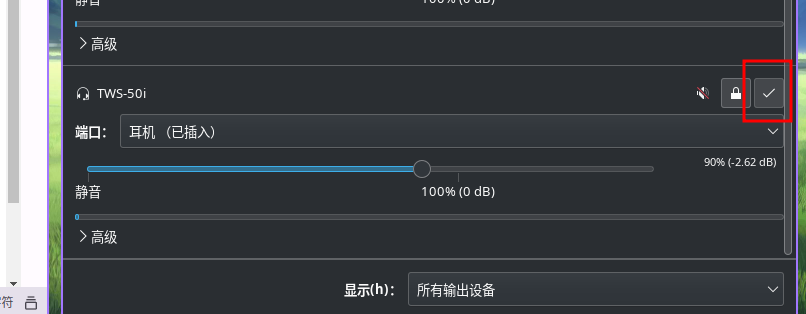 静音 100% (0 dB)
高级
TWS-50i
端口： 耳机 （已插入）
90% (-2.62 dB)
静音 100% (0 dB)
高级
显示(h)： 所有输出设备
符